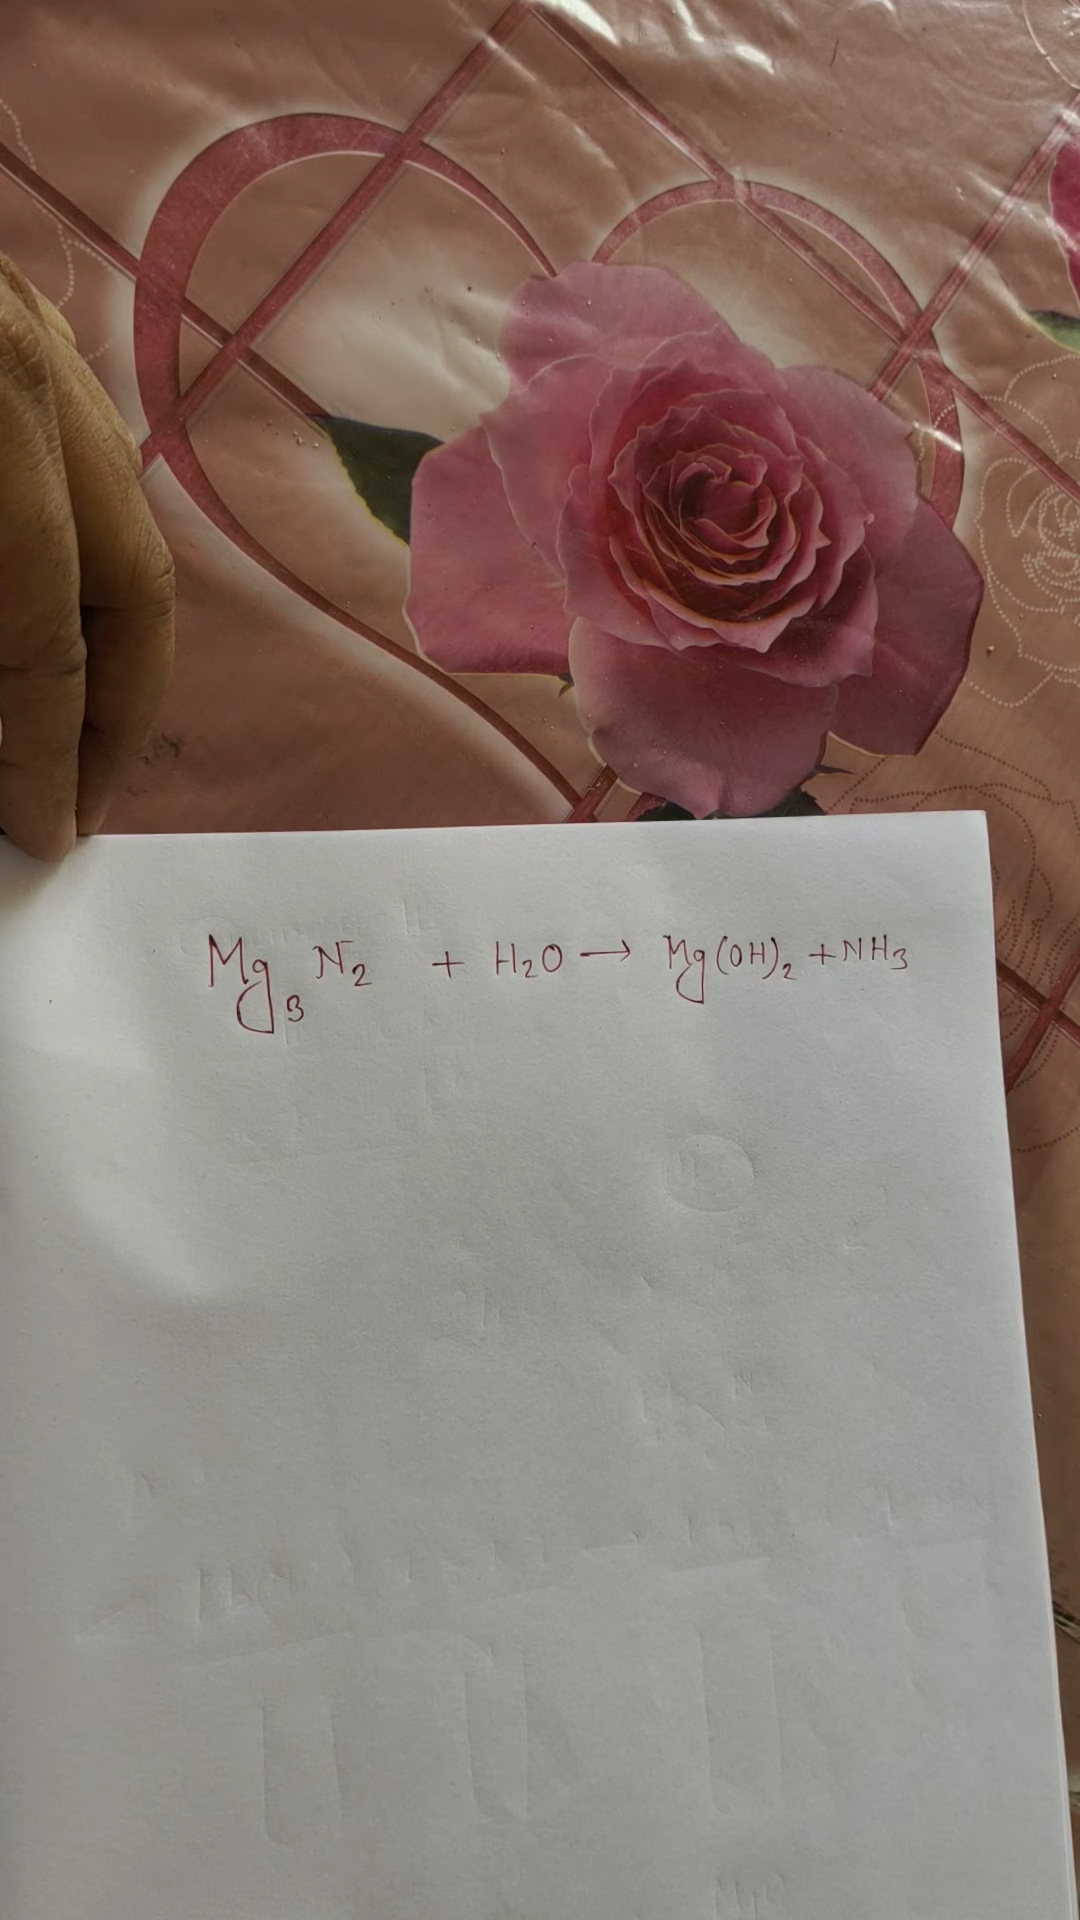 Mg₃N₂ + H₂O → Mg(OH)₂ + NH₃